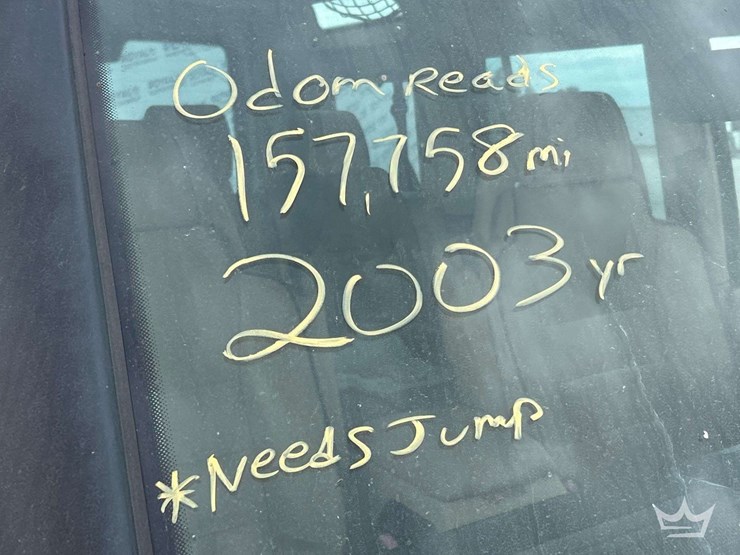 Odom Reads
157,758 mi
2003 yr
*Needs Jump